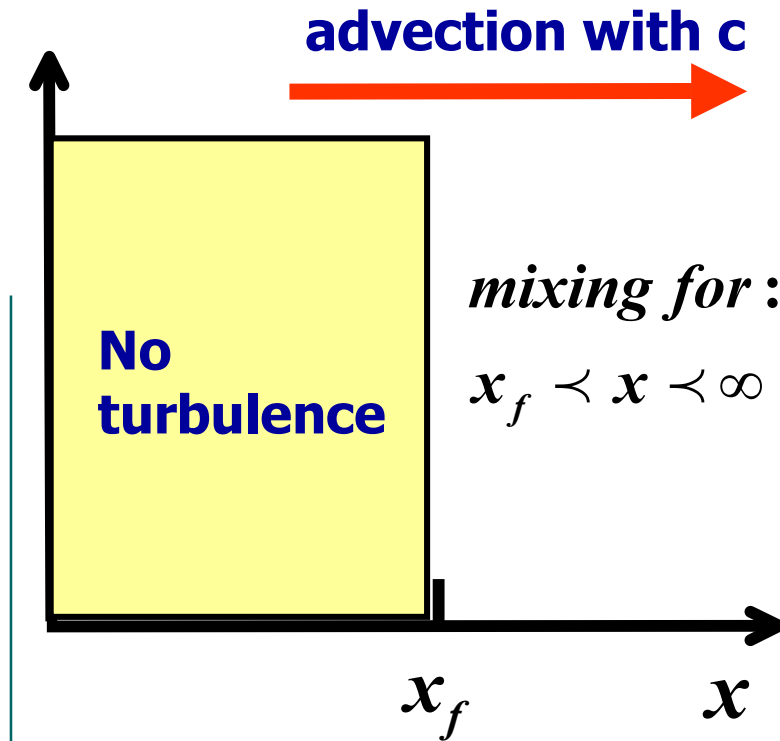 advection with c
mixing for :
x_f ≺ x ≺ ∞
No
turbulence
x_f
x